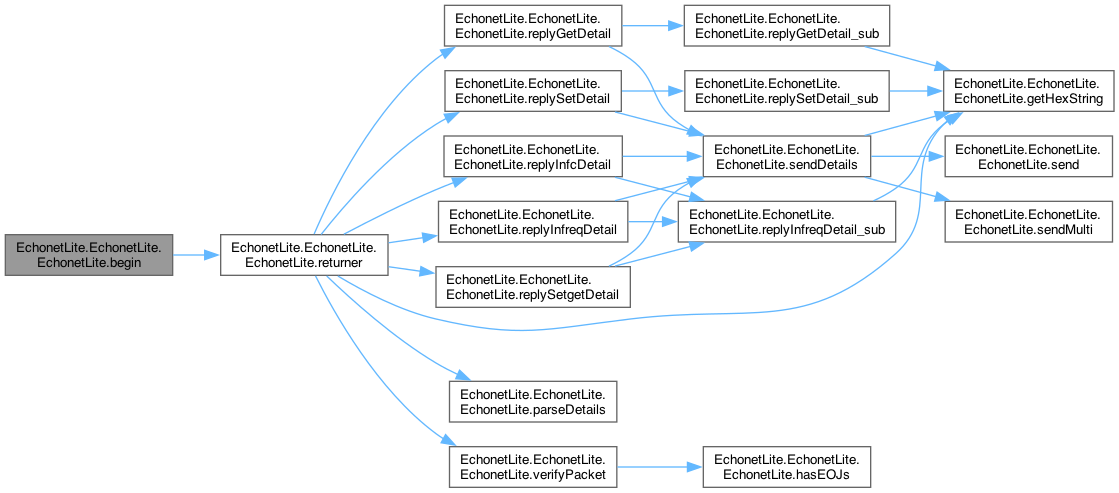 EchonetLite.EchonetLite.
EchonetLite.begin
EchonetLite.EchonetLite.
EchonetLite.returner
EchonetLite.EchonetLite.
EchonetLite.replyGetDetail
EchonetLite.EchonetLite.
EchonetLite.replySetDetail
EchonetLite.EchonetLite.
EchonetLite.replyInfcDetail
EchonetLite.EchonetLite.
EchonetLite.replyInfreqDetail
EchonetLite.EchonetLite.
EchonetLite.replySetgetDetail
EchonetLite.EchonetLite.
EchonetLite.parseDetails
EchonetLite.EchonetLite.
EchonetLite.verifyPacket
EchonetLite.EchonetLite.
EchonetLite.replyGetDetail_sub
EchonetLite.EchonetLite.
EchonetLite.replySetDetail_sub
EchonetLite.EchonetLite.
EchonetLite.sendDetails
EchonetLite.EchonetLite.
EchonetLite.replyInfreqDetail_sub
EchonetLite.EchonetLite.
EchonetLite.hasEOJs
EchonetLite.EchonetLite.
EchonetLite.getHexString
EchonetLite.EchonetLite.
EchonetLite.send
EchonetLite.EchonetLite.
EchonetLite.sendMulti